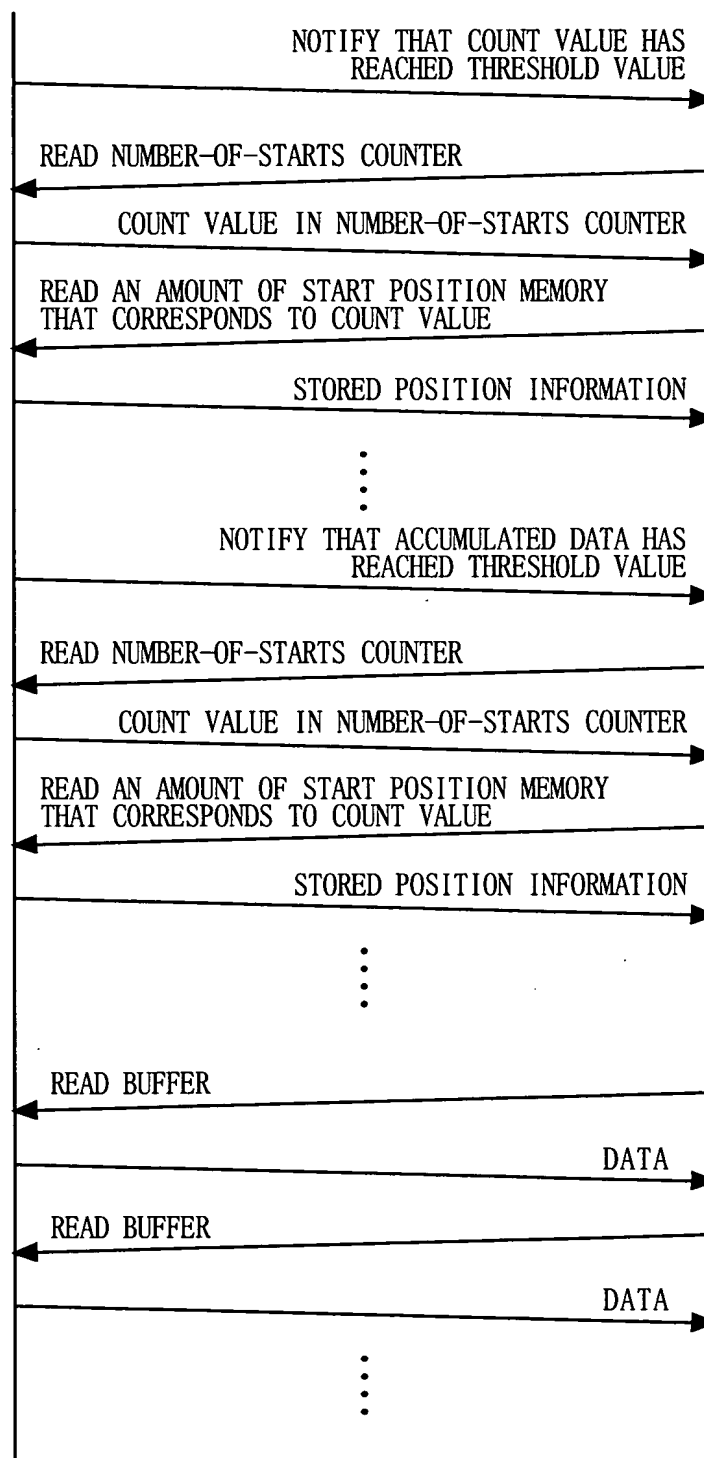 NOTIFY THAT COUNT VALUE HAS
REACHED THRESHOLD VALUE
READ NUMBER-OF-STARTS COUNTER
COUNT VALUE IN NUMBER-OF-STARTS COUNTER
READ AN AMOUNT OF START POSITION MEMORY
THAT CORRESPONDS TO COUNT VALUE
STORED POSITION INFORMATION
NOTIFY THAT ACCUMULATED DATA HAS
REACHED THRESHOLD VALUE
READ NUMBER-OF-STARTS COUNTER
COUNT VALUE IN NUMBER-OF-STARTS COUNTER
READ AN AMOUNT OF START POSITION MEMORY
THAT CORRESPONDS TO COUNT VALUE
STORED POSITION INFORMATION
READ BUFFER
DATA
READ BUFFER
DATA